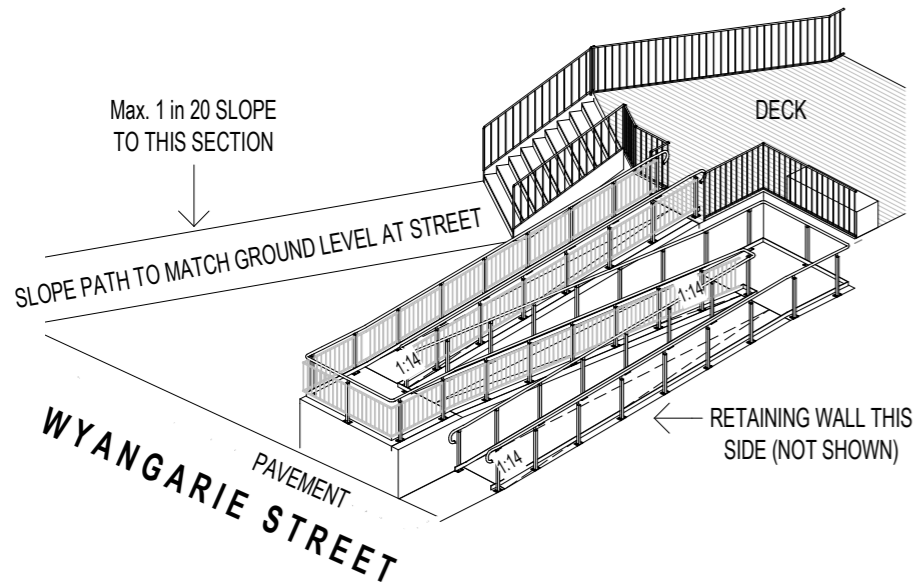 Max. 1 in 20 SLOPE
TO THIS SECTION
DECK
SLOPE PATH TO MATCH GROUND LEVEL AT STREET
1:14
1:14
1:14
RETAINING WALL THIS
SIDE (NOT SHOWN)
PAVEMENT
WYANGARIE STREET